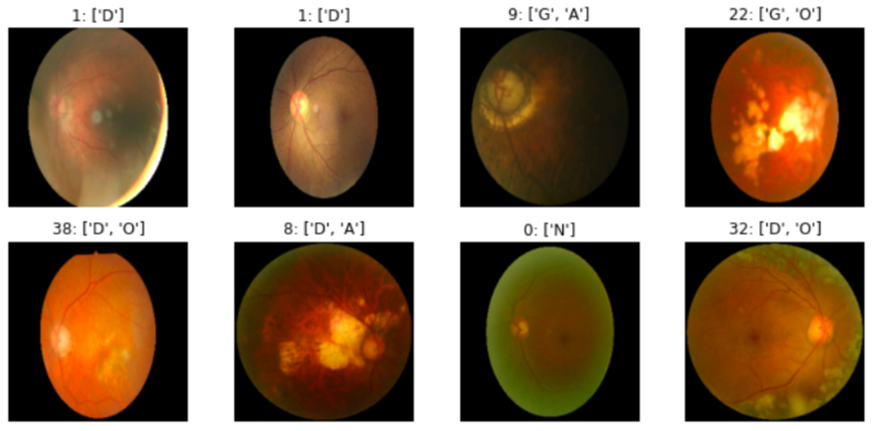 1: ['D']
1: ['D']
9: ['G', 'A']
22: ['G', 'O']
38: ['D', 'O']
8: ['D', 'A']
0: ['N']
32: ['D', 'O']